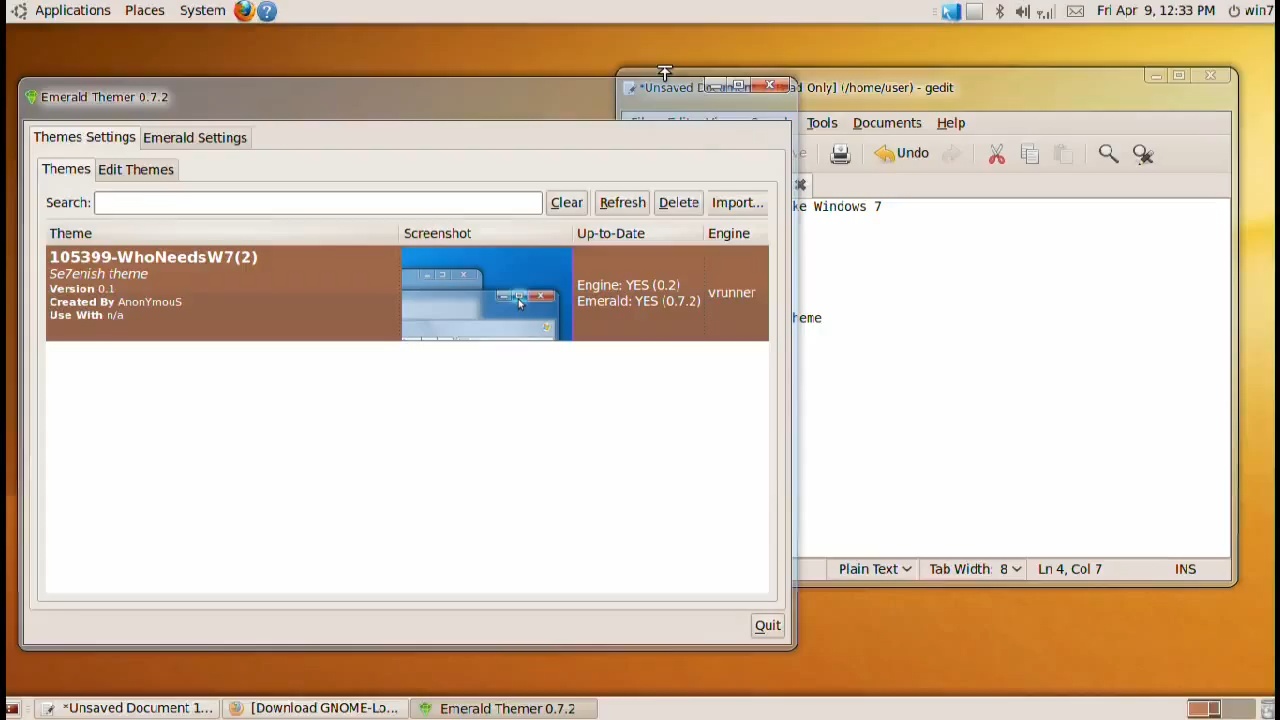 Applications Places System
Fri Apr 9, 12:33 PM
win7
Emerald Themer 0.7.2
*Unsaved Only] (/home/user) - gedit
Tools Documents Help
Undo
Themes Settings Emerald Settings
Themes Edit Themes
Search: Clear Refresh Delete Import...
Theme Screenshot Up-to-Date Engine
105399-WhoNeedsW7(2)
Se7enish theme
Version 0.1
Created By AnonYmouS
Use With n/a
Engine: YES (0.2)
Emerald: YES (0.7.2)
vrunner
Quit
ke Windows 7
heme
Plain Text Tab Width: 8 Ln 4, Col 7 INS
*Unsaved Document 1... [Download GNOME-Lo... Emerald Themer 0.7.2